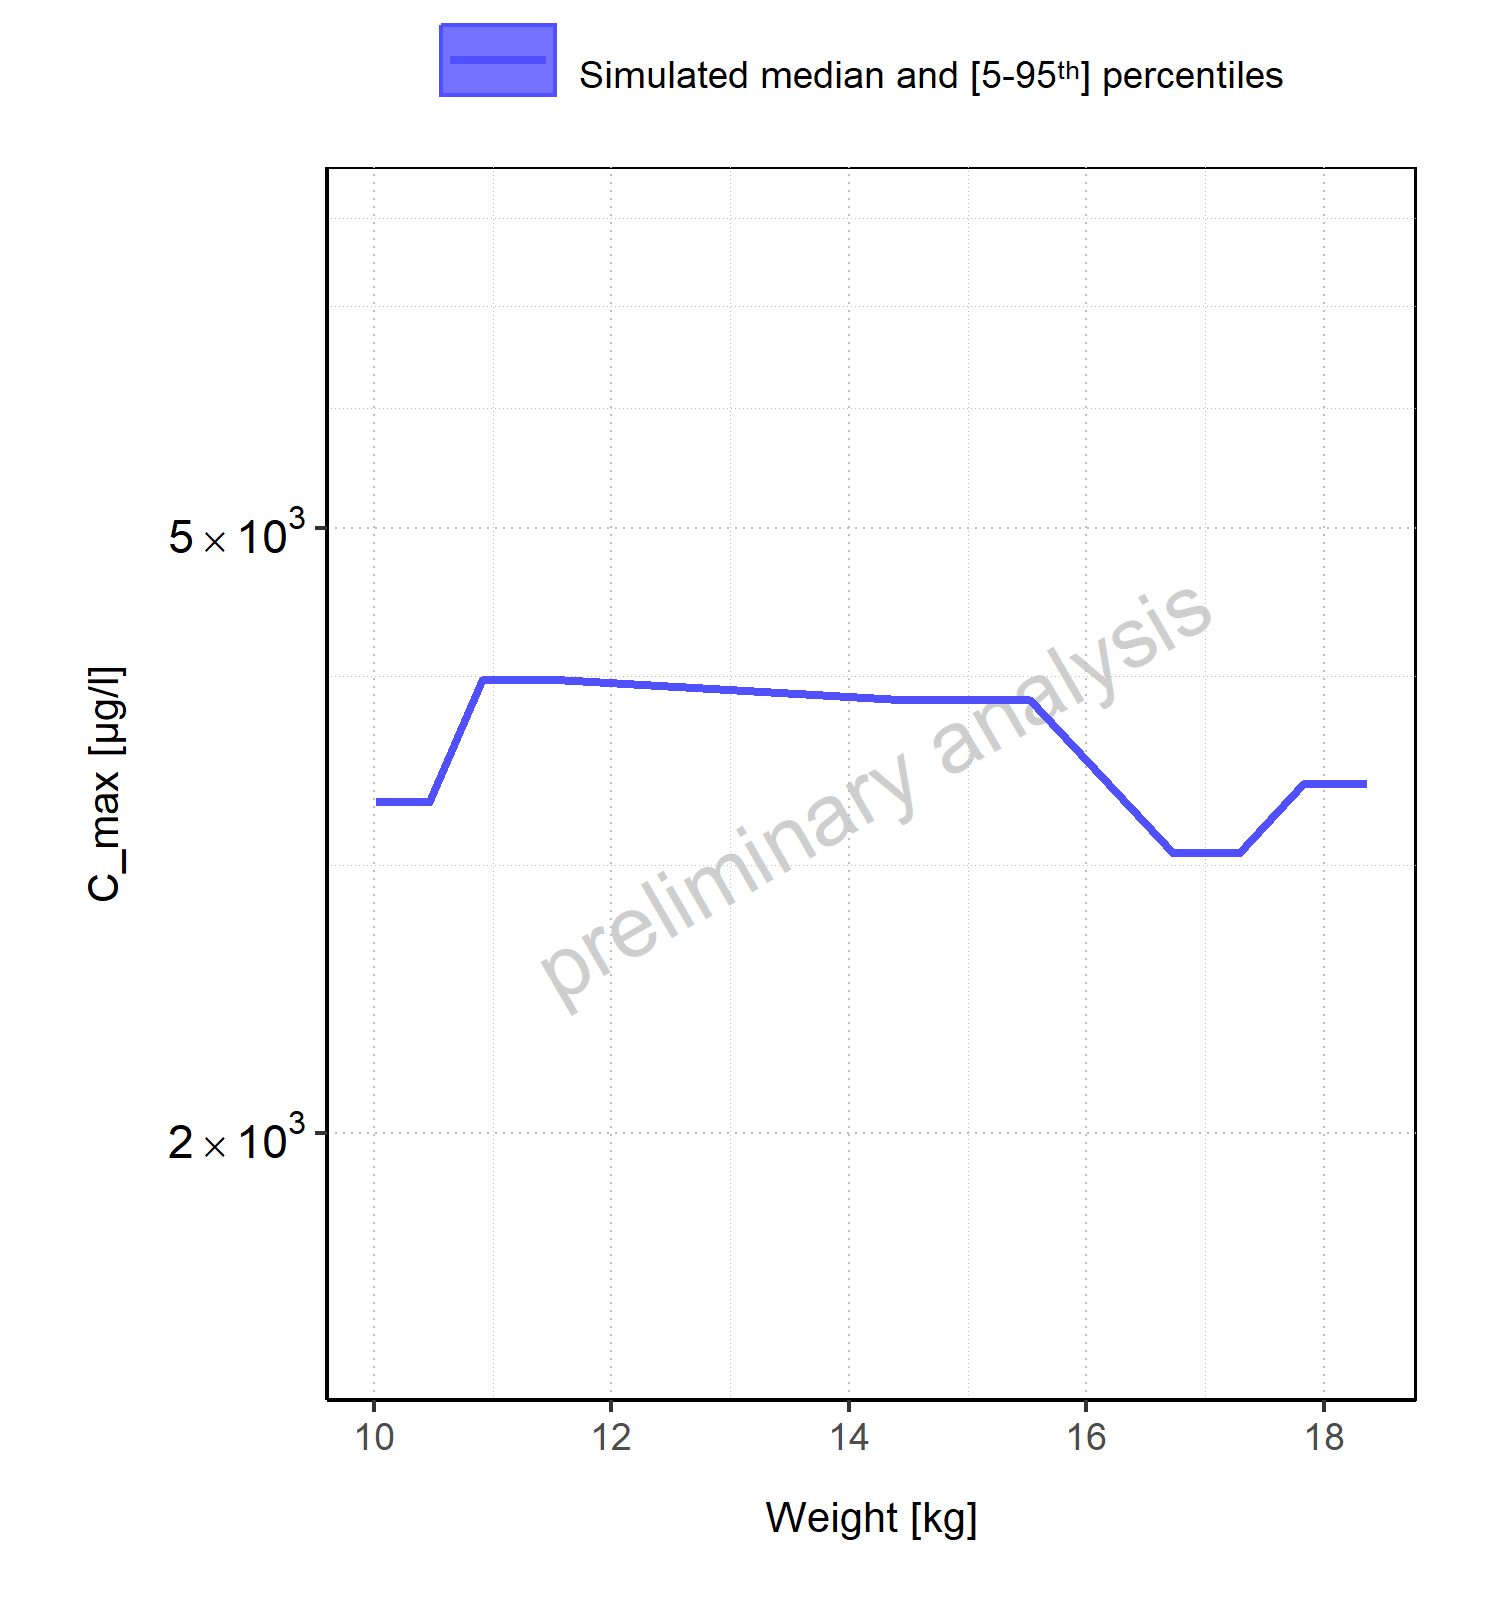 Simulated median and [5-95ᵗʰ] percentiles
5 × 10³
2 × 10³
C_max [µg/l]
preliminary analysis
10 12 14 16 18
Weight [kg]